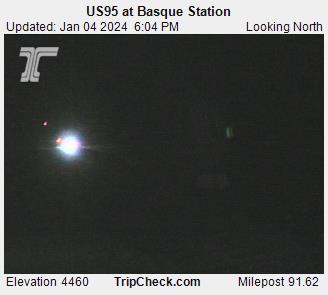 US95 at Basque Station
Updated: Jan 04 2024 6:04 PM Looking North
Elevation 4460 TripCheck.com Milepost 91.62